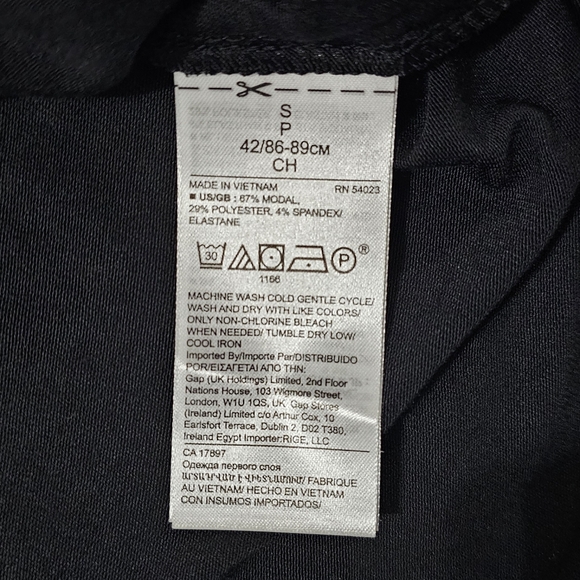 S
P
42/86-89CM
CH
MADE IN VIETNAM RN 54023
■ US/GB : 67% MODAL,
29% POLYESTER, 4% SPANDEX/
ELASTANE
30 P ®
1166
MACHINE WASH COLD GENTLE CYCLE/
WASH AND DRY WITH LIKE COLORS/
ONLY NON-CHLORINE BLEACH
WHEN NEEDED/ TUMBLE DRY LOW/
COOL IRON
Imported By/Importe Par/DISTRIBUIDO
POR/ΕΙΣΑΓΕΤΑΙ ΑΠΟ ΤΗΝ:
Gap (UK Holdings) Limited, 2nd Floor
Nations House, 103 Wigmore Street,
London, W1U 1QS, UK Gap Stores
(Ireland) Limited c/o Arthur Cox, 10
Earlsfort Terrace, Dublin 2, D02 T380,
Ireland Egypt Importer:RIGE, LLC
CA 17897
Одежда первого слоя
ԱՐՏԱԴՐՎԱԾ Է ՎԻԵՏՆԱՄՈՒՄ/ FABRIQUE
AU VIETNAM/ HECHO EN VIETNAM
CON INSUMOS IMPORTADOS/